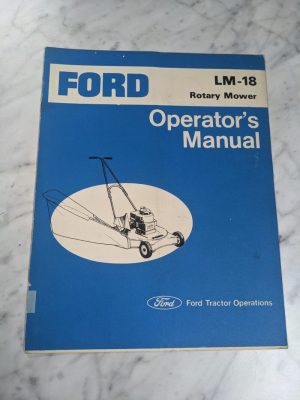 FORD
LM-18
Rotary Mower
Operator's
Manual
Ford
Ford Tractor Operations